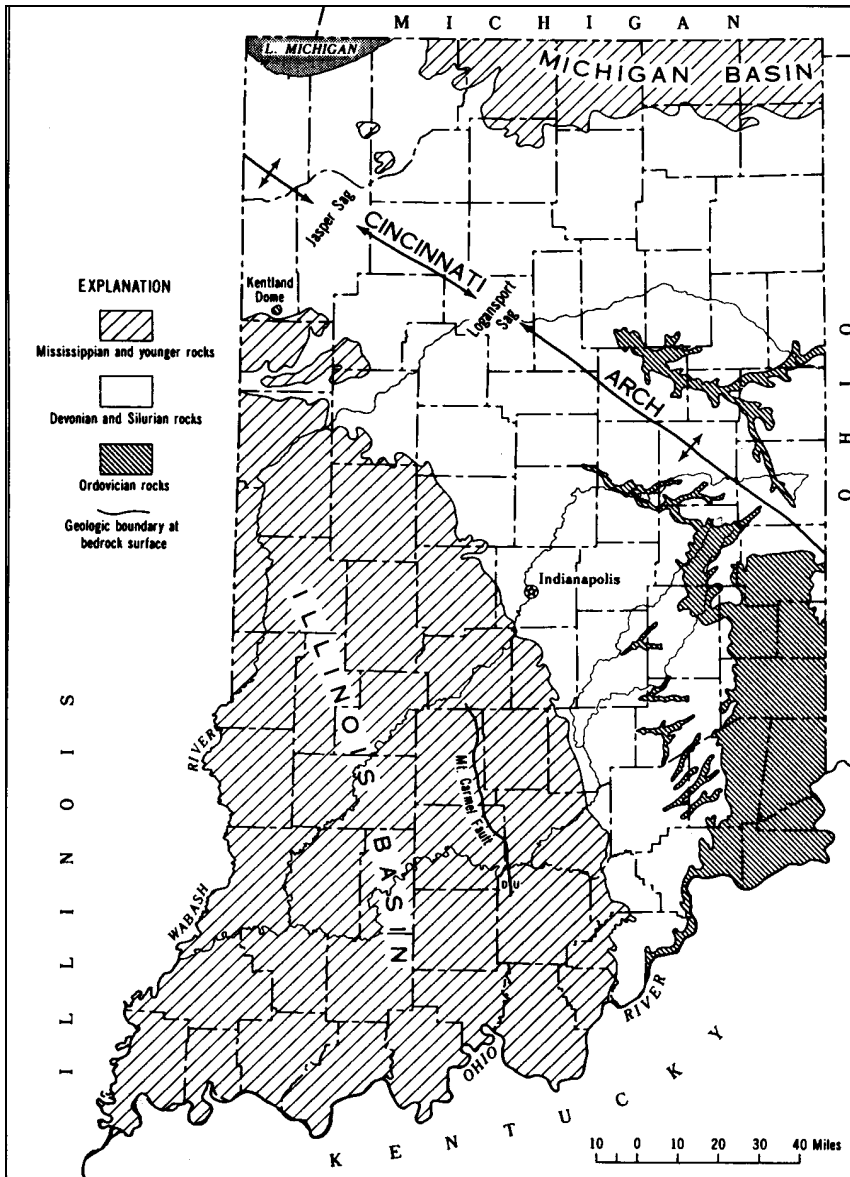 MICHIGAN
L. MICHIGAN
MICHIGAN BASIN
Jasper Sag
CINCINNATI
Kentland
Dome
Logansport
Sag
ARCH
OHIO
EXPLANATION
Mississippian and younger rocks
Devonian and Silurian rocks
Ordovician rocks
Geologic boundary at
bedrock surface
Indianapolis
ILLINOIS
BASIN
Mt. Carmel Fault
D U
ILLINOIS
WABASH
RIVER
OHIO
RIVER
KENTUCKY
10 0 10 20 30 40 Miles